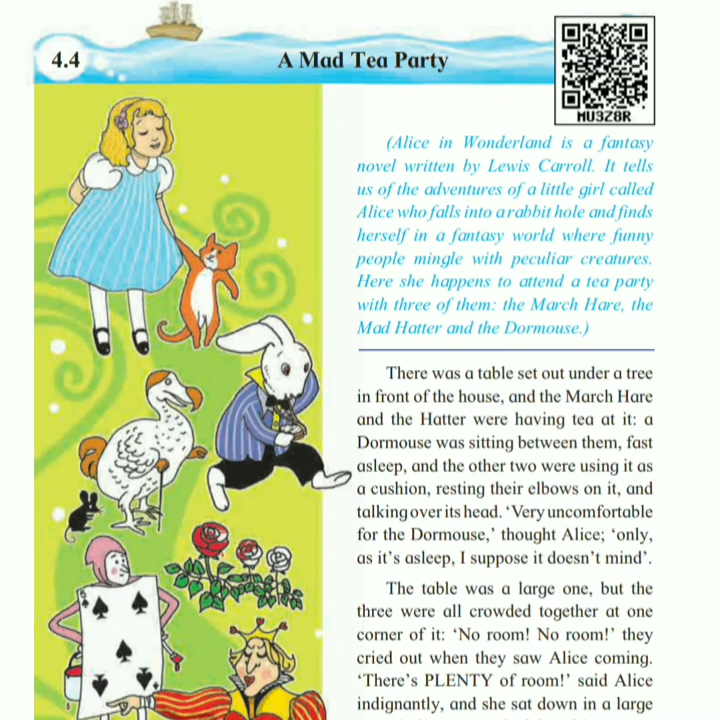 4.4
A Mad Tea Party
MU3Z8R
(Alice in Wonderland is a fantasy
novel written by Lewis Carroll. It tells
us of the adventures of a little girl called
Alice who falls into a rabbit hole and finds
herself in a fantasy world where funny
people mingle with peculiar creatures.
Here she happens to attend a tea party
with three of them: the March Hare, the
Mad Hatter and the Dormouse.)
There was a table set out under a tree
in front of the house, and the March Hare
and the Hatter were having tea at it: a
Dormouse was sitting between them, fast
asleep, and the other two were using it as
a cushion, resting their elbows on it, and
talking over its head. ‘Very uncomfortable
for the Dormouse,’ thought Alice; ‘only,
as it’s asleep, I suppose it doesn’t mind’.
The table was a large one, but the
three were all crowded together at one
corner of it: ‘No room! No room!’ they
cried out when they saw Alice coming.
‘There’s PLENTY of room!’ said Alice
indignantly, and she sat down in a large
5